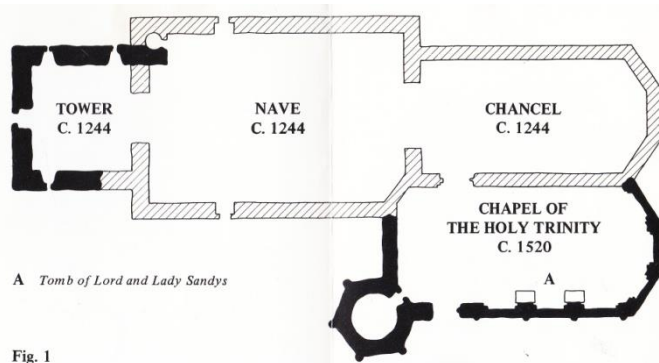 TOWER
C. 1244
NAVE
C. 1244
CHANCEL
C. 1244
CHAPEL OF
THE HOLY TRINITY
C. 1520
A
A Tomb of Lord and Lady Sandys
Fig. 1